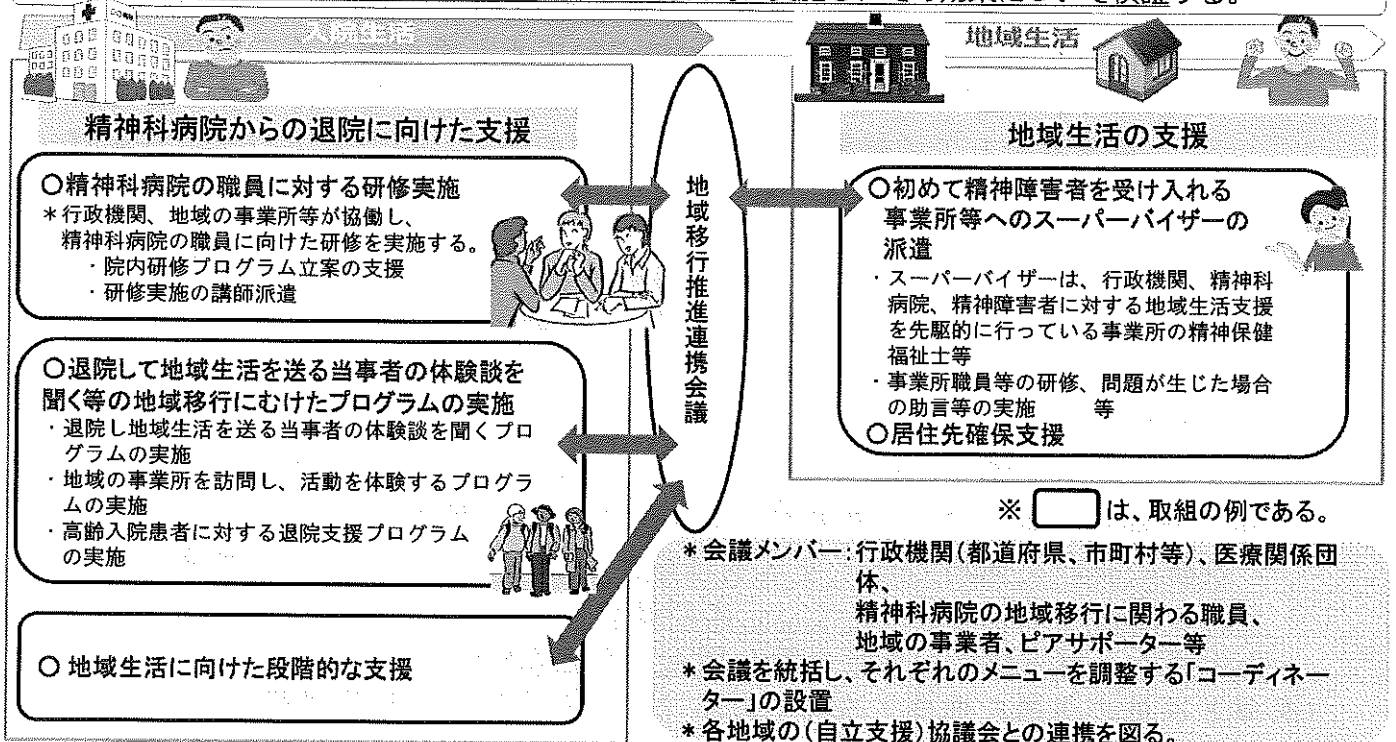 入院生活
地域生活
精神科病院からの退院に向けた支援
○精神科病院の職員に対する研修実施
＊行政機関、地域の事業所等が協働し、
精神科病院の職員に向けた研修を実施する。
・院内研修プログラム立案の支援
・研修実施の講師派遣
○退院して地域生活を送る当事者の体験談を
聞く等の地域移行にむけたプログラムの実施
・退院し地域生活を送る当事者の体験談を聞くプロ
グラムの実施
・地域の事業所を訪問し、活動を体験するプログラ
ムの実施
・高齢入院患者に対する退院支援プログラム
の実施
○ 地域生活に向けた段階的な支援
地域移行推進連携会議
地域生活の支援
○初めて精神障害者を受け入れる
事業所等へのスーパーバイザーの
派遣
・スーパーバイザーは、行政機関、精神科
病院、精神障害者に対する地域生活支援
を先駆的に行っている事業所の精神保健
福祉士等
・事業所職員等の研修、問題が生じた場合
の助言等の実施 等
○居住先確保支援
※ は、取組の例である。
＊会議メンバー：行政機関（都道府県、市町村等）、医療関係団
体、
精神科病院の地域移行に関わる職員、
地域の事業者、ピアサポーター等
＊会議を統括し、それぞれのメニューを調整する「コーディネー
ター」の設置
＊各地域の（自立支援）協議会との連携を図る。